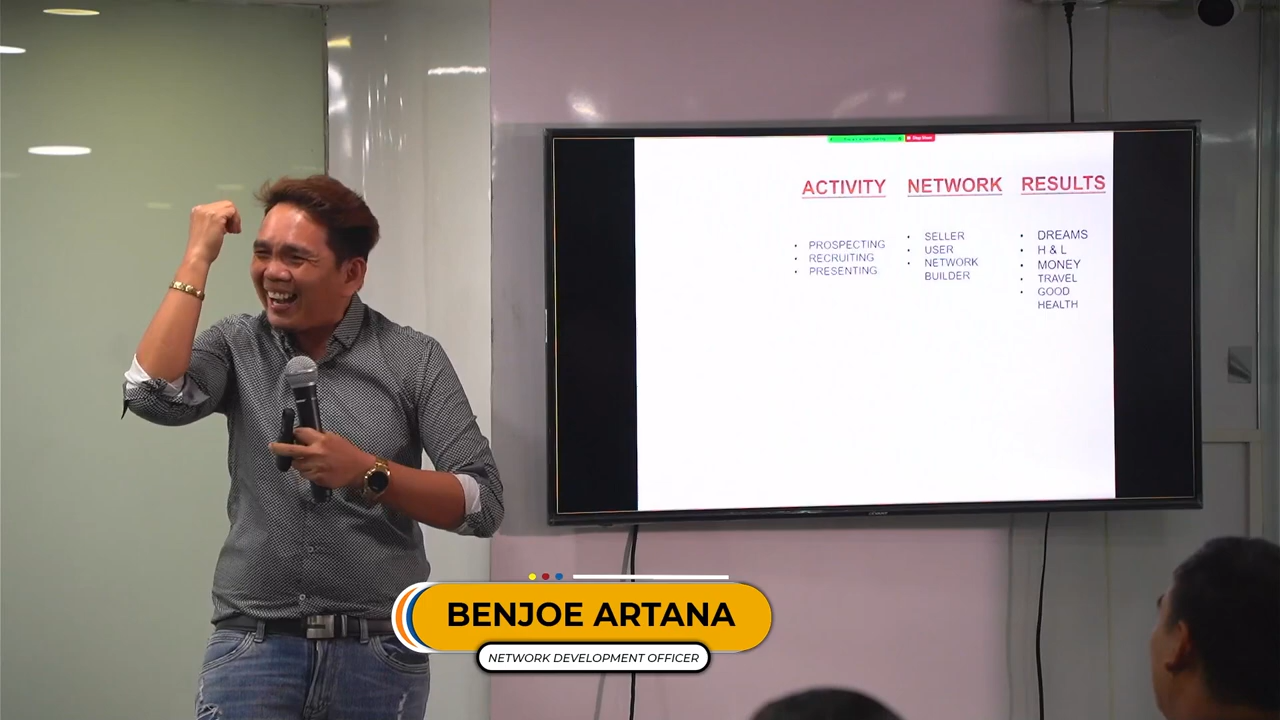 ACTIVITY NETWORK RESULTS
• PROSPECTING
• RECRUITING
• PRESENTING
• SELLER
• USER
• NETWORK
BUILDER
• DREAMS
• H & L
• MONEY
• TRAVEL
• GOOD
HEALTH
BENJOE ARTANA
NETWORK DEVELOPMENT OFFICER